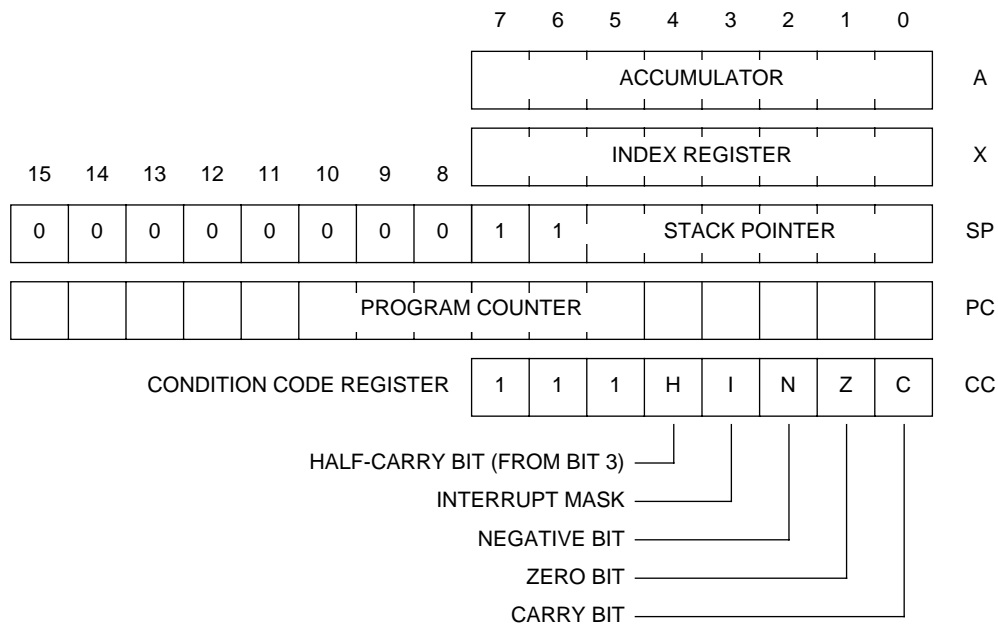 7 6 5 4 3 2 1 0
ACCUMULATOR A
INDEX REGISTER X
15 14 13 12 11 10 9 8
0 0 0 0 0 0 0 0 1 1 STACK POINTER SP
PROGRAM COUNTER PC
CONDITION CODE REGISTER 1 1 1 H I N Z C CC
HALF-CARRY BIT (FROM BIT 3)
INTERRUPT MASK
NEGATIVE BIT
ZERO BIT
CARRY BIT